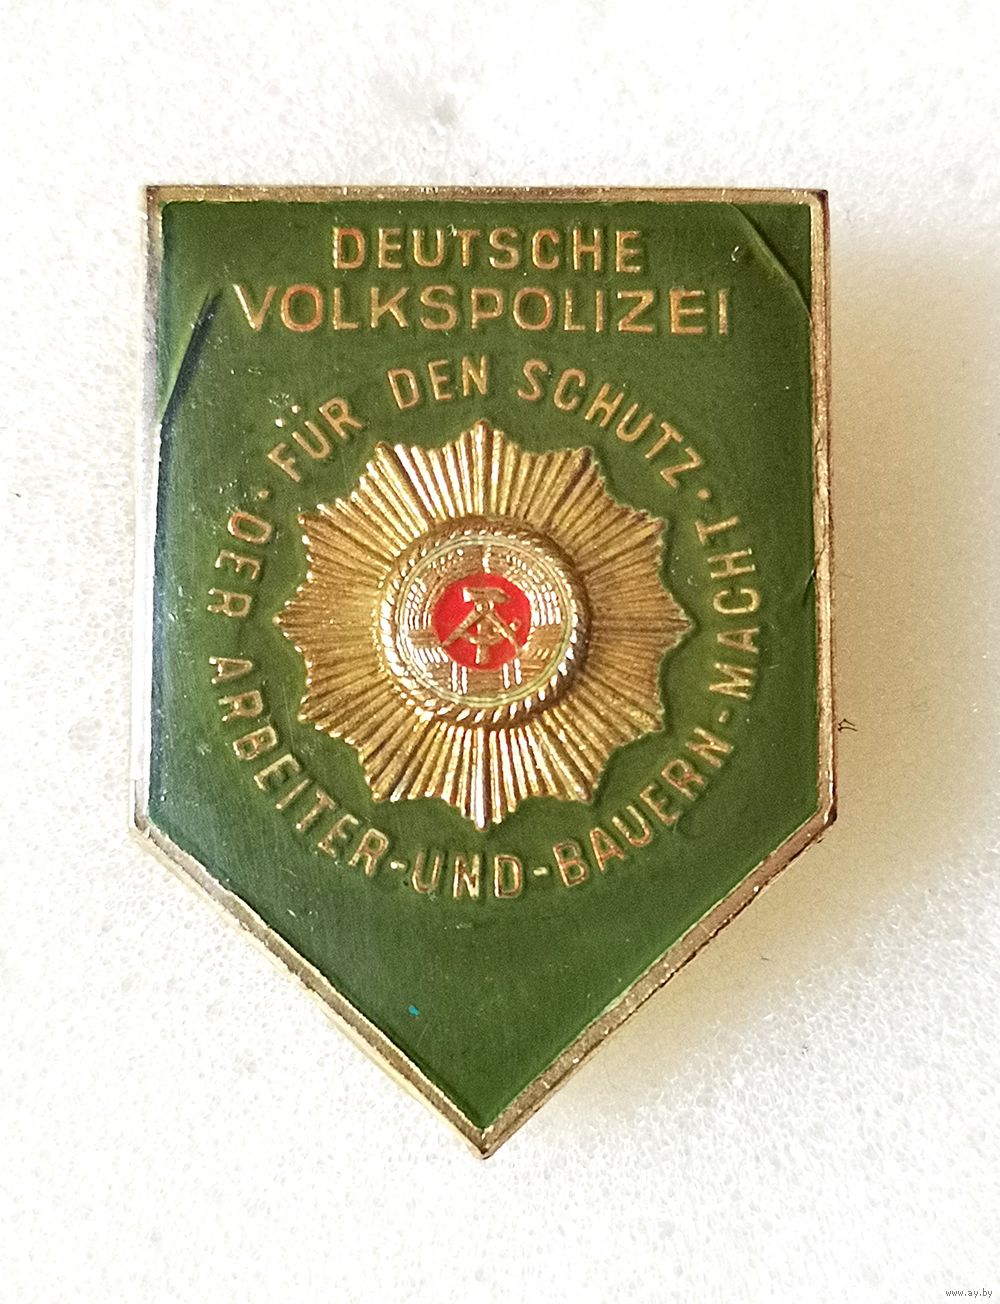 DEUTSCHE
VOLKSPOLIZEI
· FÜR DEN SCHUTZ ·
DER ARBEITER-UND-BAUERN-MACHT
www.ay.by